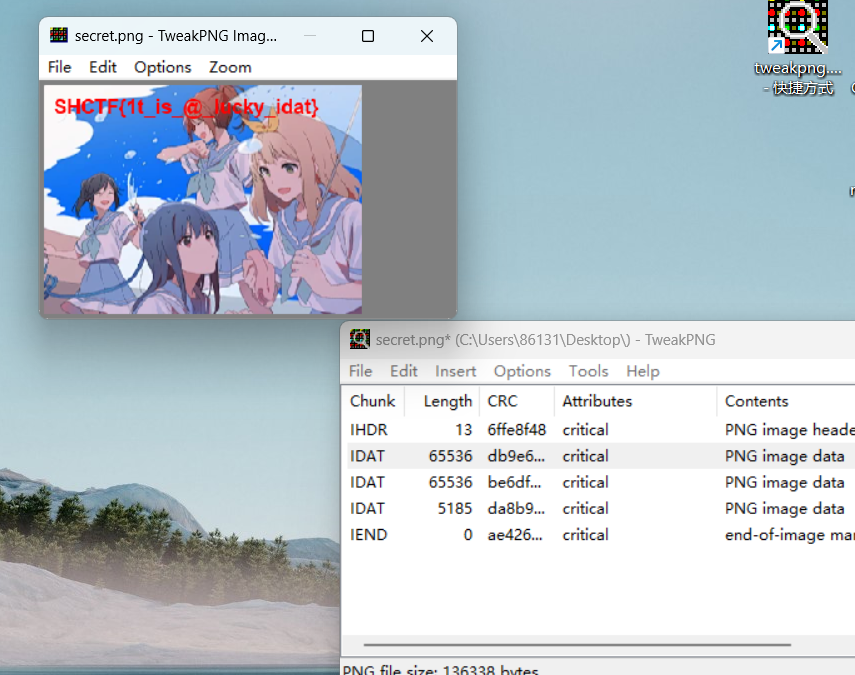 secret.png - TweakPNG Imag...
File Edit Options Zoom
SHCTF{1t_is_@_lucky_idat}
tweakpng....
- 快捷方式
secret.png* (C:\Users\86131\Desktop\) - TweakPNG
File Edit Insert Options Tools Help
Chunk Length CRC Attributes Contents
IHDR 13 6ffe8f48 critical PNG image heade
IDAT 65536 db9e6... critical PNG image data
IDAT 65536 be6df... critical PNG image data
IDAT 5185 da8b9... critical PNG image data
IEND 0 ae426... critical end-of-image mar
PNG file size: 136338 bytes